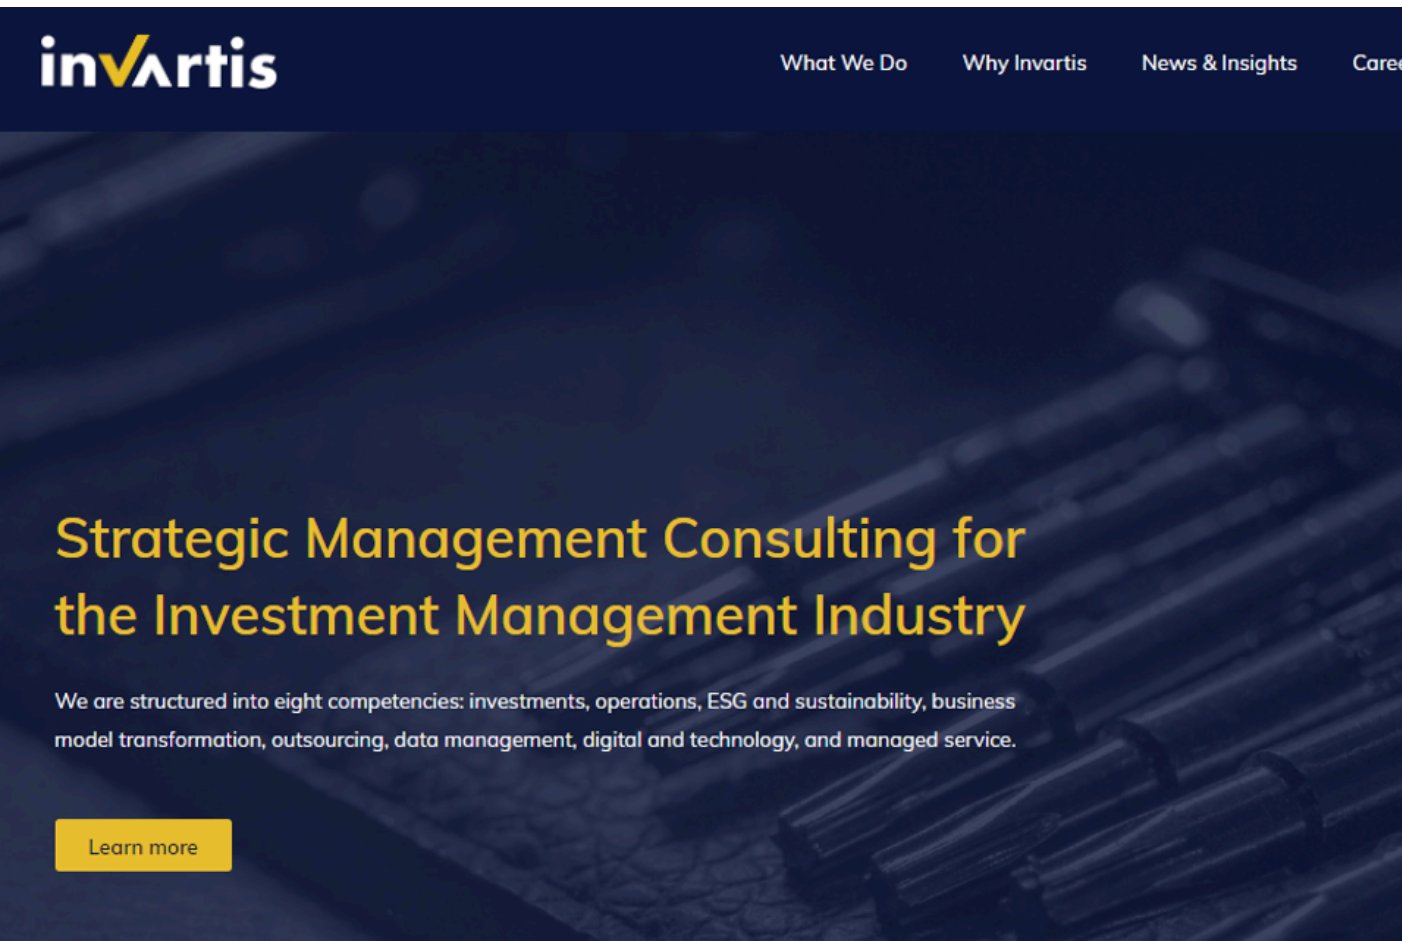 invartis
What We Do
Why Invartis
News & Insights
Caree
Strategic Management Consulting for
the Investment Management Industry
We are structured into eight competencies: investments, operations, ESG and sustainability, business
model transformation, outsourcing, data management, digital and technology, and managed service.
Learn more